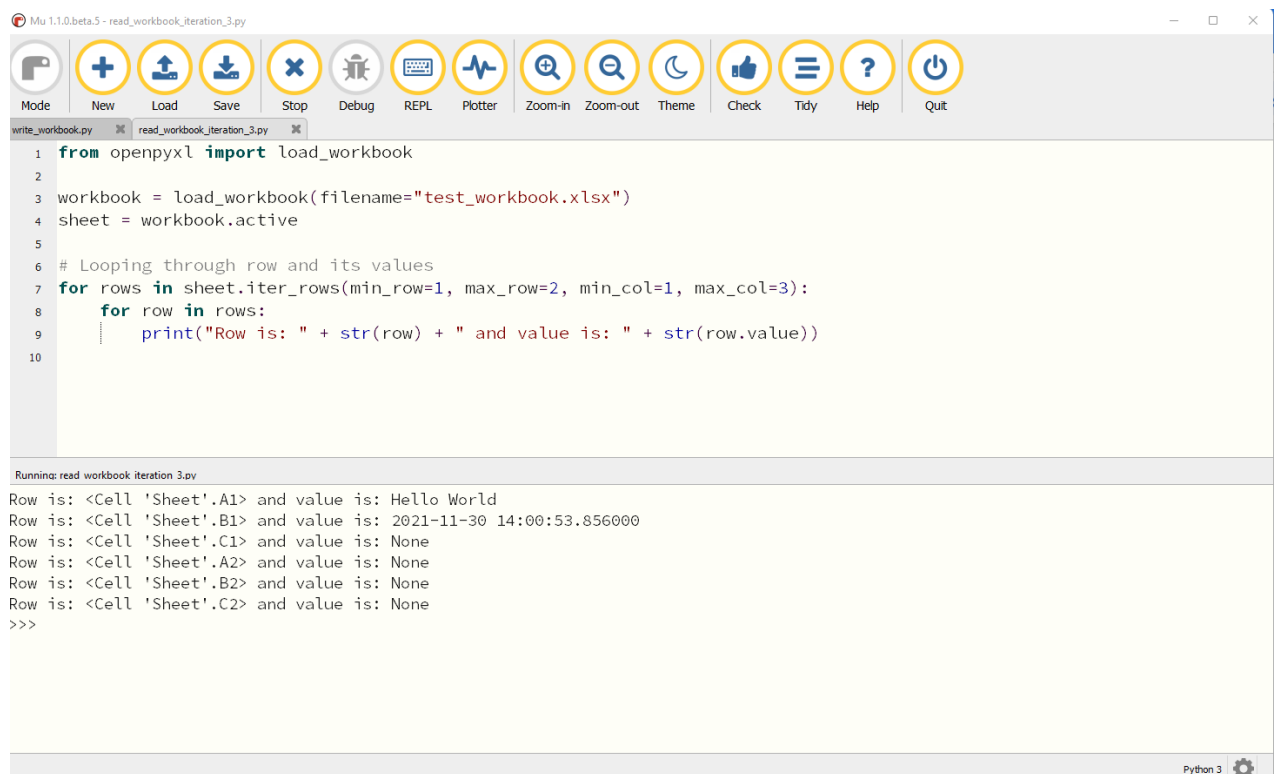 Mu 1.1.0.beta.5 - read_workbook_iteration_3.py
Mode New Load Save Stop Debug REPL Plotter Zoom-in Zoom-out Theme Check Tidy Help Quit
write_workbook.py read_workbook_iteration_3.py
1 from openpyxl import load_workbook
2
3 workbook = load_workbook(filename="test_workbook.xlsx")
4 sheet = workbook.active
5
6 # Looping through row and its values
7 for rows in sheet.iter_rows(min_row=1, max_row=2, min_col=1, max_col=3):
8     for row in rows:
9         print("Row is: " + str(row) + " and value is: " + str(row.value))
10
Running: read_workbook_iteration_3.py
Row is: <Cell 'Sheet'.A1> and value is: Hello World
Row is: <Cell 'Sheet'.B1> and value is: 2021-11-30 14:00:53.856000
Row is: <Cell 'Sheet'.C1> and value is: None
Row is: <Cell 'Sheet'.A2> and value is: None
Row is: <Cell 'Sheet'.B2> and value is: None
Row is: <Cell 'Sheet'.C2> and value is: None
>>>
Python 3